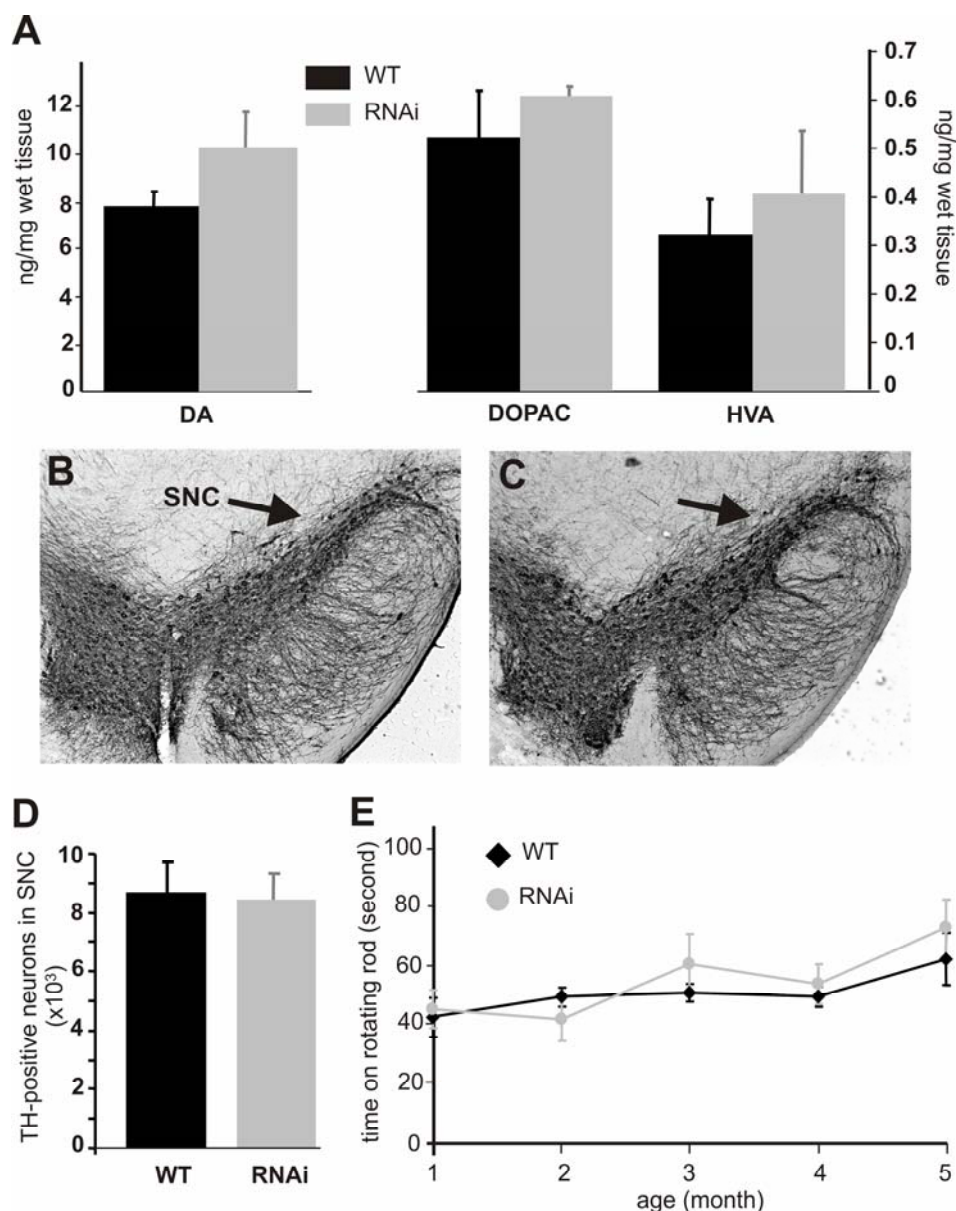 A
ng/mg wet tissue
12
10
8
6
4
2
0
WT
RNAi
0.7
0.6
0.5
0.4
0.3
0.2
0.1
0
ng/mg wet tissue
DA
DOPAC
HVA
B
SNC
C
D
TH-positive neurons in SNC
(x10³)
10
8
6
4
2
0
WT
RNAi
E
WT
RNAi
time on rotating rod (second)
100
80
60
40
20
0
1
2
3
4
5
age (month)